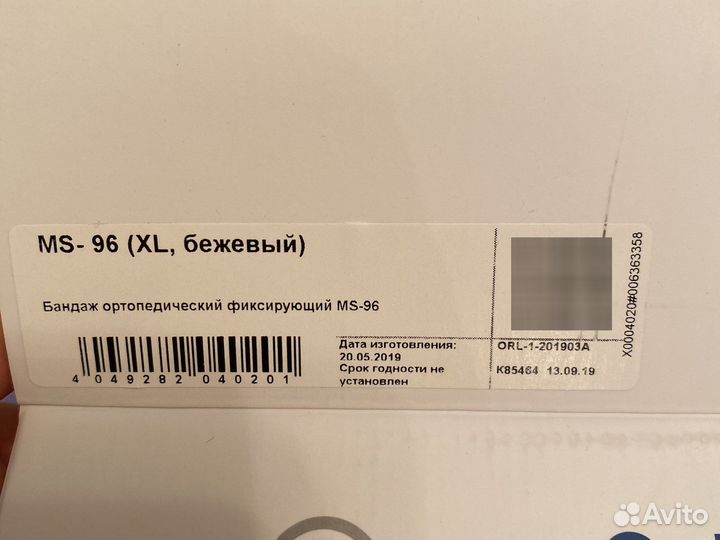 MS- 96 (XL, бежевый)
Бандаж ортопедический фиксирующий MS-96
4 049282 040201
Дата изготовления:
20.05.2019
Срок годности не
установлен
ORL-1-201903A
K85464 13.09.19
X0004020#006363358
Avito